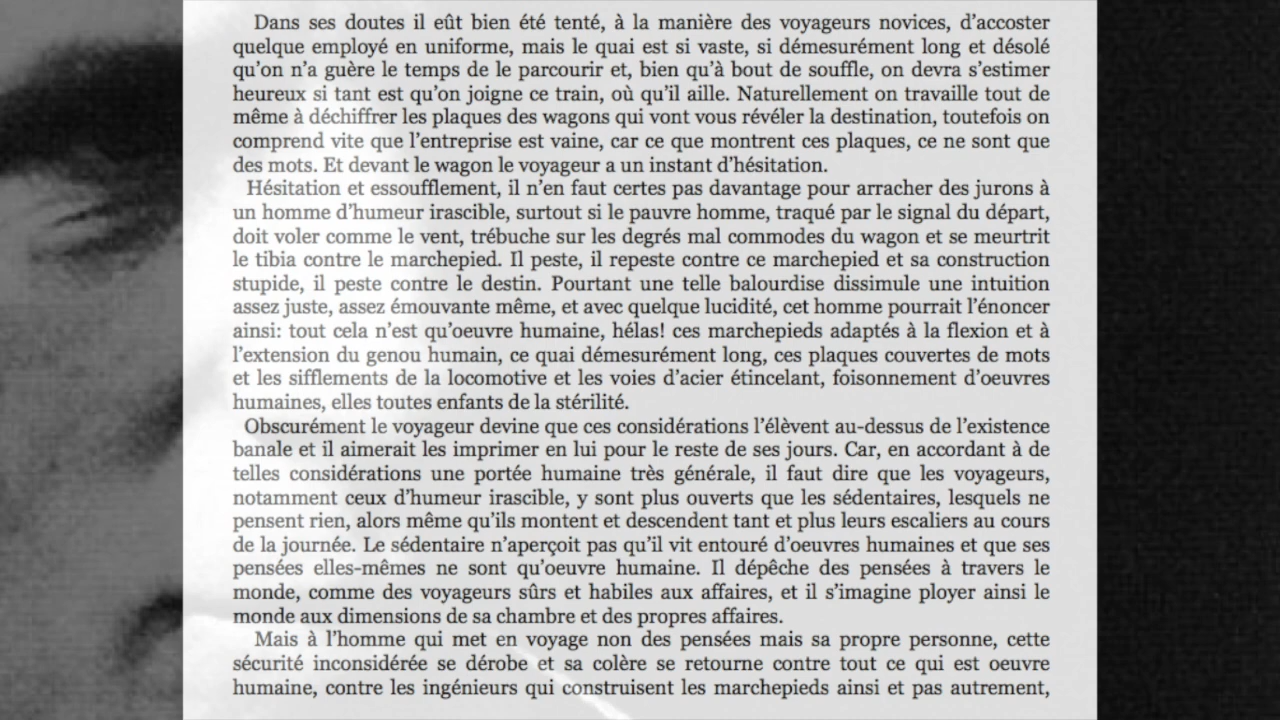 Dans ses doutes il eût bien été tenté, à la manière des voyageurs novices, d’accoster
quelque employé en uniforme, mais le quai est si vaste, si démesurément long et désolé
qu’on n’a guère le temps de le parcourir et, bien qu’à bout de souffle, on devra s’estimer
heureux si tant est qu’on joigne ce train, où qu’il aille. Naturellement on travaille tout de
même à déchiffrer les plaques des wagons qui vont vous révéler la destination, toutefois on
comprend vite que l’entreprise est vaine, car ce que montrent ces plaques, ce ne sont que
des mots. Et devant le wagon le voyageur a un instant d’hésitation.
Hésitation et essoufflement, il n’en faut certes pas davantage pour arracher des jurons à
un homme d’humeur irascible, surtout si le pauvre homme, traqué par le signal du départ,
doit voler comme le vent, trébuche sur les degrés mal commodes du wagon et se meurtrit
le tibia contre le marchepied. Il peste, il repeste contre ce marchepied et sa construction
stupide, il peste contre le destin. Pourtant une telle balourdise dissimule une intuition
assez juste, assez émouvante même, et avec quelque lucidité, cet homme pourrait l’énoncer
ainsi: tout cela n’est qu’oeuvre humaine, hélas! ces marchepieds adaptés à la flexion et à
l’extension du genou humain, ce quai démesurément long, ces plaques couvertes de mots
et les sifflements de la locomotive et les voies d’acier étincelant, foisonnement d’oeuvres
humaines, elles toutes enfants de la stérilité.
Obscurément le voyageur devine que ces considérations l’élèvent au-dessus de l’existence
banale et il aimerait les imprimer en lui pour le reste de ses jours. Car, en accordant à de
telles considérations une portée humaine très générale, il faut dire que les voyageurs,
notamment ceux d’humeur irascible, y sont plus ouverts que les sédentaires, lesquels ne
pensent rien, alors même qu’ils montent et descendent tant et plus leurs escaliers au cours
de la journée. Le sédentaire n’aperçoit pas qu’il vit entouré d’oeuvres humaines et que ses
pensées elles-mêmes ne sont qu’oeuvre humaine. Il dépêche des pensées à travers le
monde, comme des voyageurs sûrs et habiles aux affaires, et il s’imagine ployer ainsi le
monde aux dimensions de sa chambre et des propres affaires.
Mais à l’homme qui met en voyage non des pensées mais sa propre personne, cette
sécurité inconsidérée se dérobe et sa colère se retourne contre tout ce qui est oeuvre
humaine, contre les ingénieurs qui construisent les marchepieds ainsi et pas autrement,